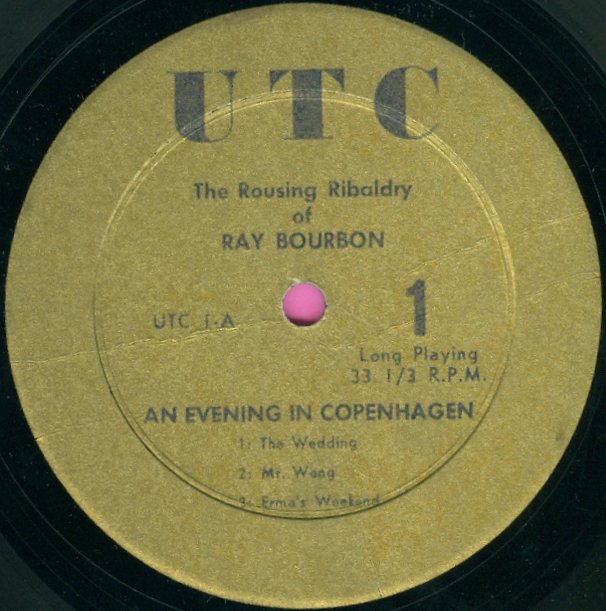 UTC
The Rousing Ribaldry
of
RAY BOURBON
UTC 1-A
1
Long Playing
33 1/3 R.P.M.
AN EVENING IN COPENHAGEN
1: The Wedding
2: Mr. Wong
3: Erma's Weekend